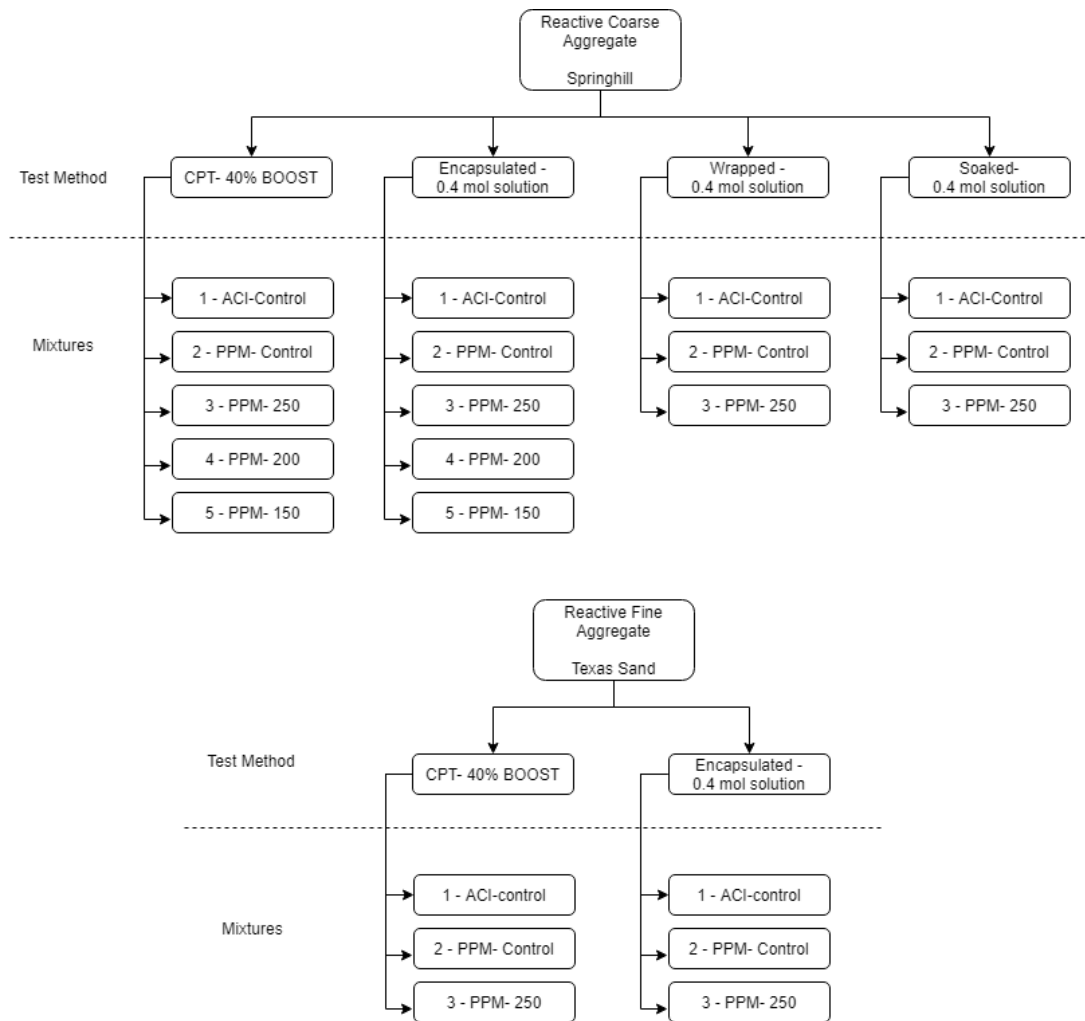 Reactive Coarse
Aggregate
Springhill
Test Method
CPT- 40% BOOST
Encapsulated -
0.4 mol solution
Wrapped -
0.4 mol solution
Soaked-
0.4 mol solution
Mixtures
1 - ACI-Control
2 - PPM- Control
3 - PPM- 250
4 - PPM- 200
5 - PPM- 150
1 - ACI-Control
2 - PPM- Control
3 - PPM- 250
4 - PPM- 200
5 - PPM- 150
1 - ACI-Control
2 - PPM- Control
3 - PPM- 250
1 - ACI-Control
2 - PPM- Control
3 - PPM- 250
Reactive Fine
Aggregate
Texas Sand
Test Method
CPT- 40% BOOST
Encapsulated -
0.4 mol solution
Mixtures
1 - ACI-control
2 - PPM- Control
3 - PPM- 250
1 - ACI-control
2 - PPM- Control
3 - PPM- 250